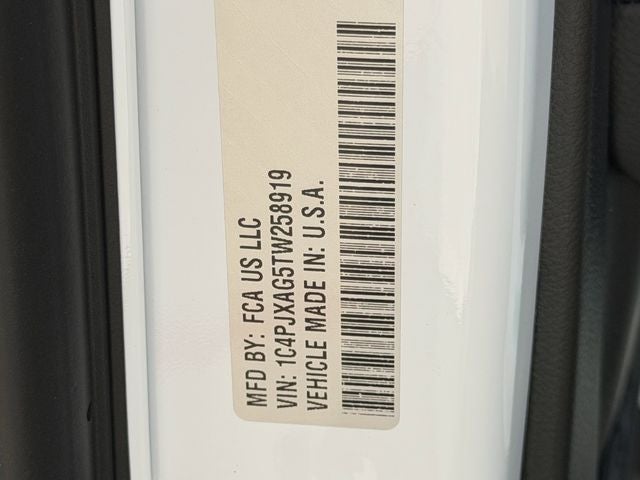 MFD BY: FCA US LLC
VIN: 1C4PJXAG5TW258919
VEHICLE MADE IN: U.S.A.